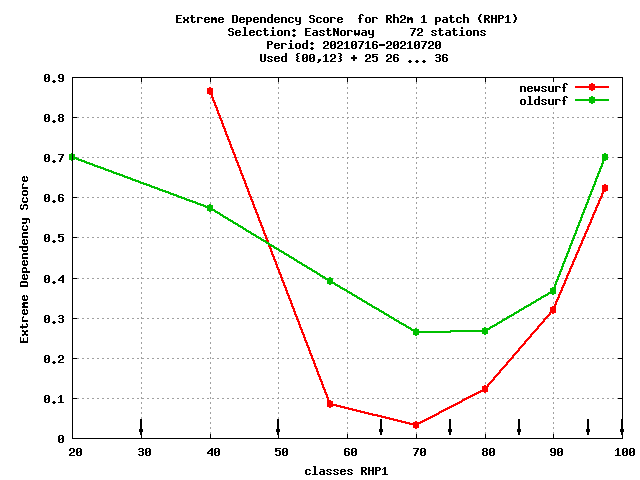 Extreme Dependency Score  for Rh2m 1 patch (RHP1)
Selection: EastNorway     72 stations
Period: 20210716-20210720
Used {00,12} + 25 26 ... 36
newsurf
oldsurf
0.9
0.8
0.7
0.6
0.5
0.4
0.3
0.2
0.1
0
Extreme Dependency Score
20 30 40 50 60 70 80 90 100
classes RHP1